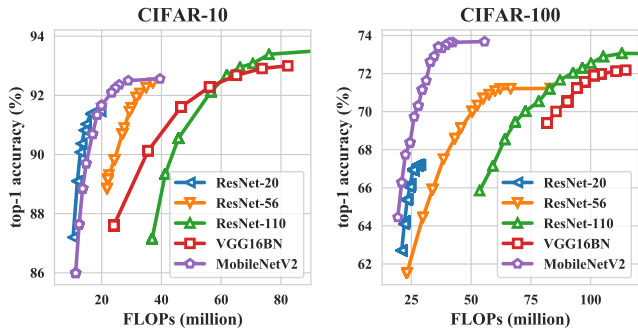 CIFAR-10
top-1 accuracy (%)
94
92
90
88
86
ResNet-20
ResNet-56
ResNet-110
VGG16BN
MobileNetV2
20 40 60 80
FLOPs (million)
CIFAR-100
top-1 accuracy (%)
74
72
70
68
66
64
62
ResNet-20
ResNet-56
ResNet-110
VGG16BN
MobileNetV2
25 50 75 100
FLOPs (million)